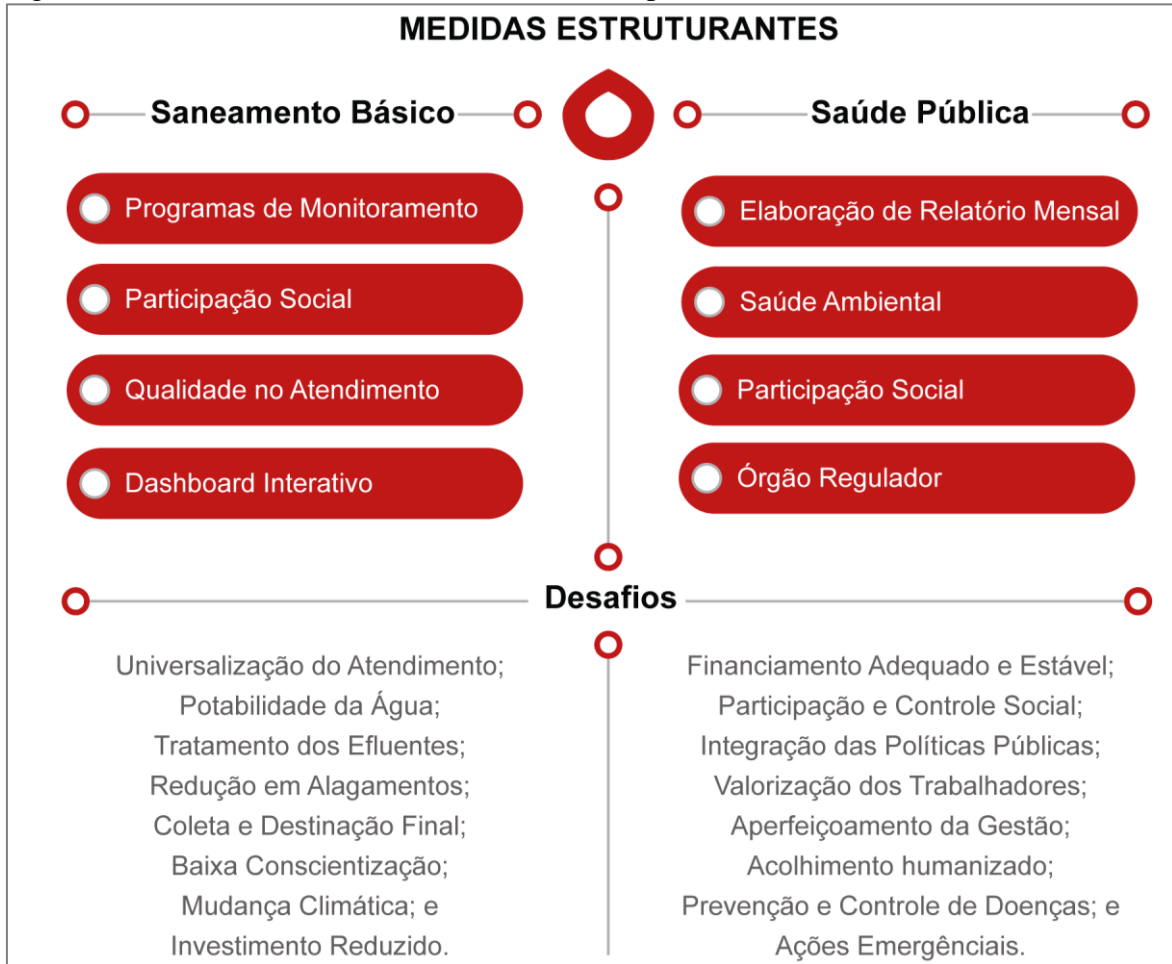 MEDIDAS ESTRUTURANTES
Saneamento Básico
Programas de Monitoramento
Participação Social
Qualidade no Atendimento
Dashboard Interativo
Saúde Pública
Elaboração de Relatório Mensal
Saúde Ambiental
Participação Social
Órgão Regulador
Desafios
Universalização do Atendimento;
Potabilidade da Água;
Tratamento dos Efluentes;
Redução em Alagamentos;
Coleta e Destinação Final;
Baixa Conscientização;
Mudança Climática; e
Investimento Reduzido.
Financiamento Adequado e Estável;
Participação e Controle Social;
Integração das Políticas Públicas;
Valorização dos Trabalhadores;
Aperfeiçoamento da Gestão;
Acolhimento humanizado;
Prevenção e Controle de Doenças; e
Ações Emergênciais.